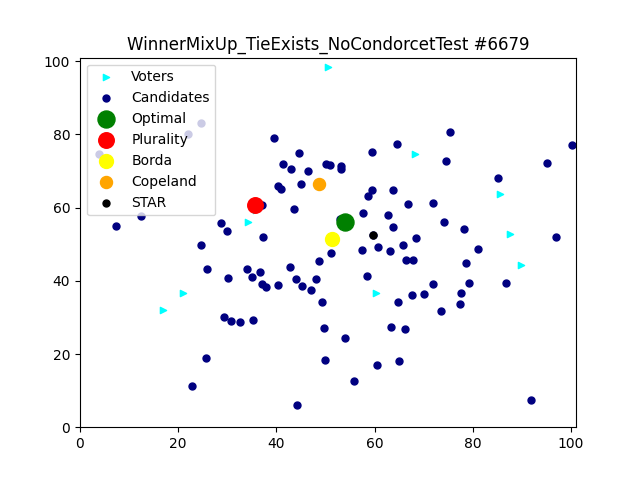 WinnerMixUp_TieExists_NoCondorcetTest #6679
100
80
60
40
20
0
Voters
Candidates
Optimal
Plurality
Borda
Copeland
STAR
0 20 40 60 80 100